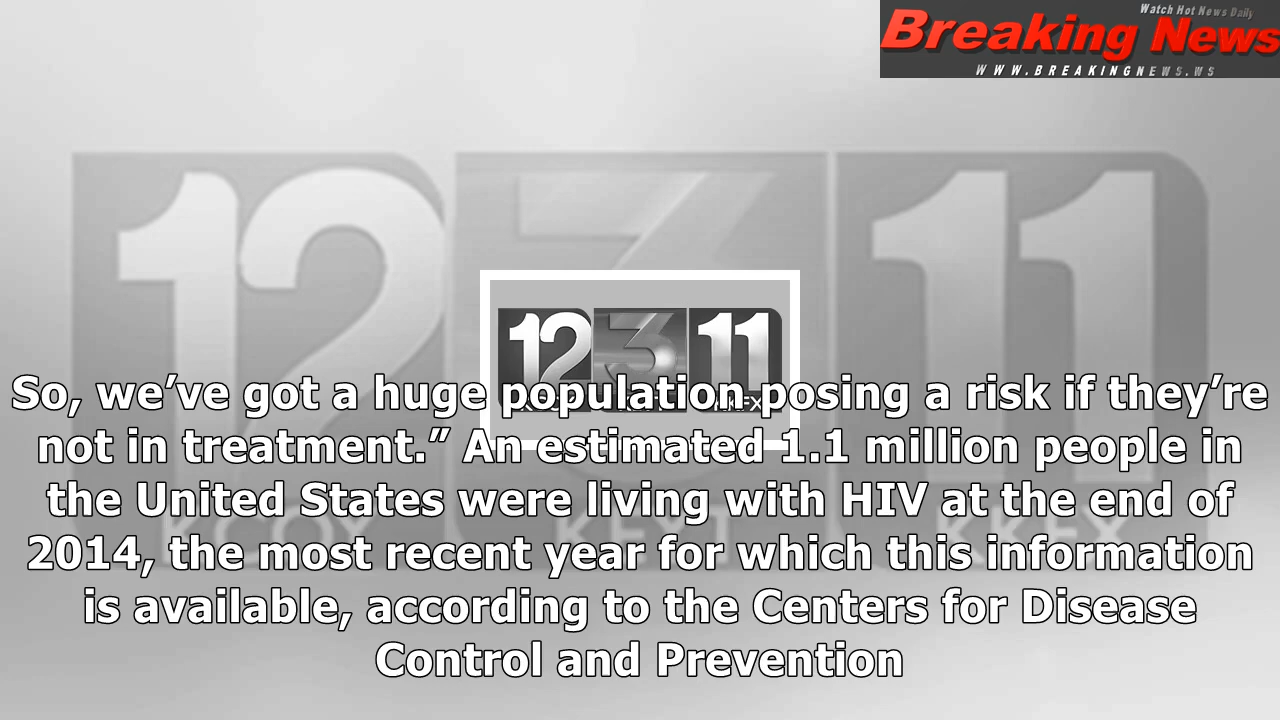 Watch Hot News Daily
Breaking News
WWW.BREAKINGNEWS.WS
12 3 11
12 3 11
So, we’ve got a huge population posing a risk if they’re
not in treatment.” An estimated 1.1 million people in
the United States were living with HIV at the end of
2014, the most recent year for which this information
is available, according to the Centers for Disease
Control and Prevention